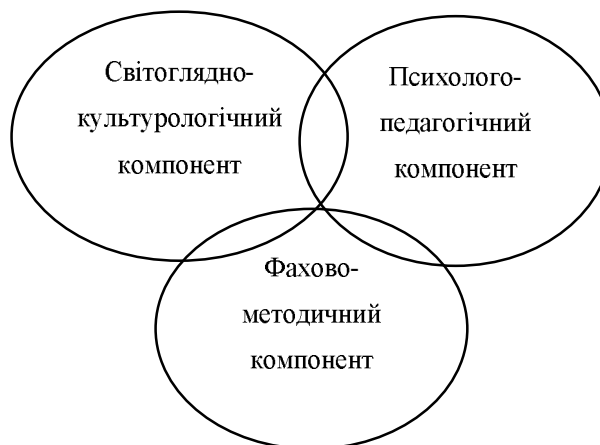 Світоглядно-
культурологічний
компонент
Психолого-
педагогічний
компонент
Фахово-
методичний
компонент